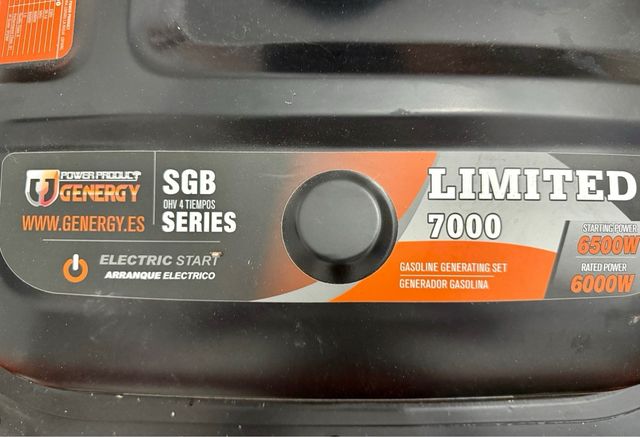 POWER PRODUCTS
GENERGY
WWW.GENERGY.ES
SGB
OHV 4 TIEMPOS
SERIES
ELECTRIC START
ARRANQUE ELECTRICO
LIMITED
7000
GASOLINE GENERATING SET
GENERADOR GASOLINA
STARTING POWER
6500W
RATED POWER
6000W